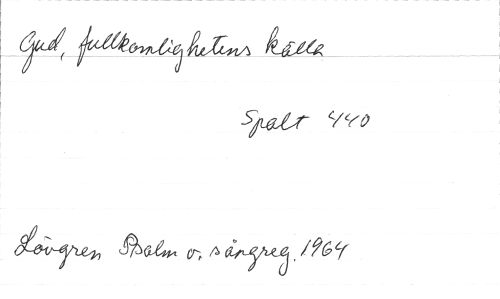 Gud, fullkomlighetens källa
Spalt 440
Lövgren Psalm o. sångreg. 1964